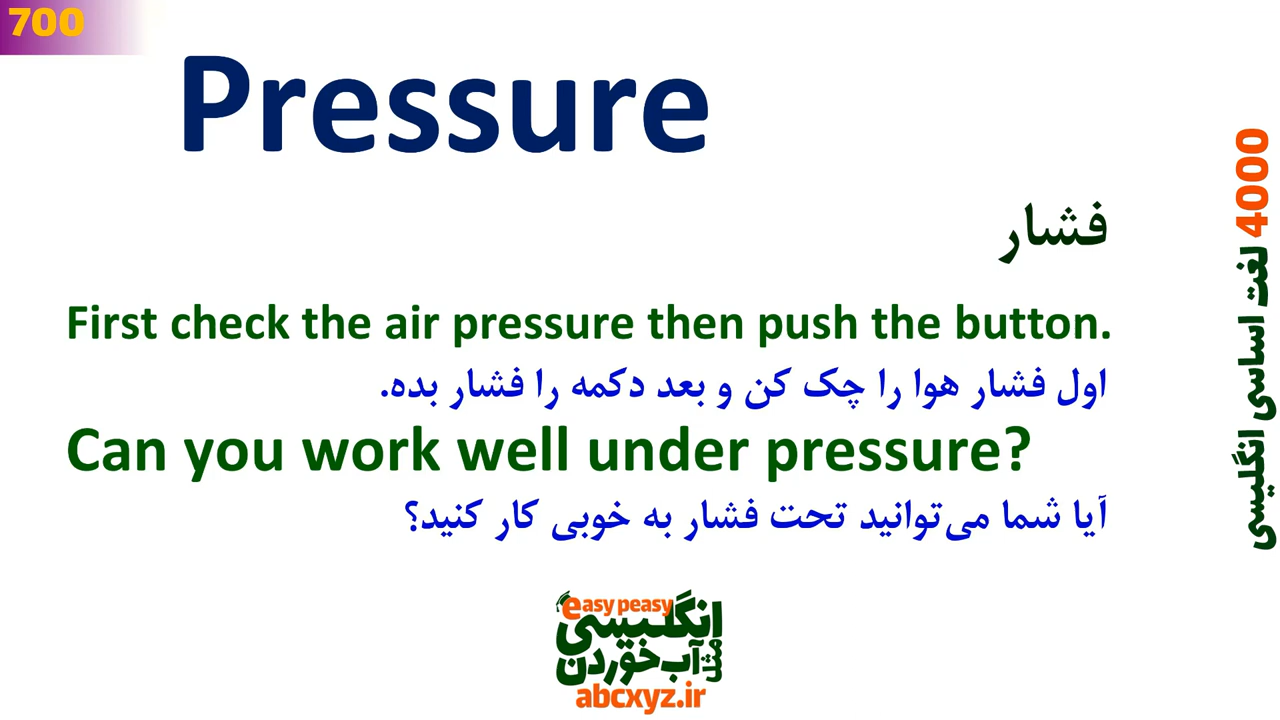 700
Pressure
فشار
First check the air pressure then push the button.
اول فشار هوا را چک کن و بعد دکمه را فشار بده.
Can you work well under pressure?
آیا شما می‌توانید تحت فشار به خوبی کار کنید؟
4000 لغت اساسی انگلیسی
easy peasy
انگلیسی
مثل آب خوردن
abcxyz.ir